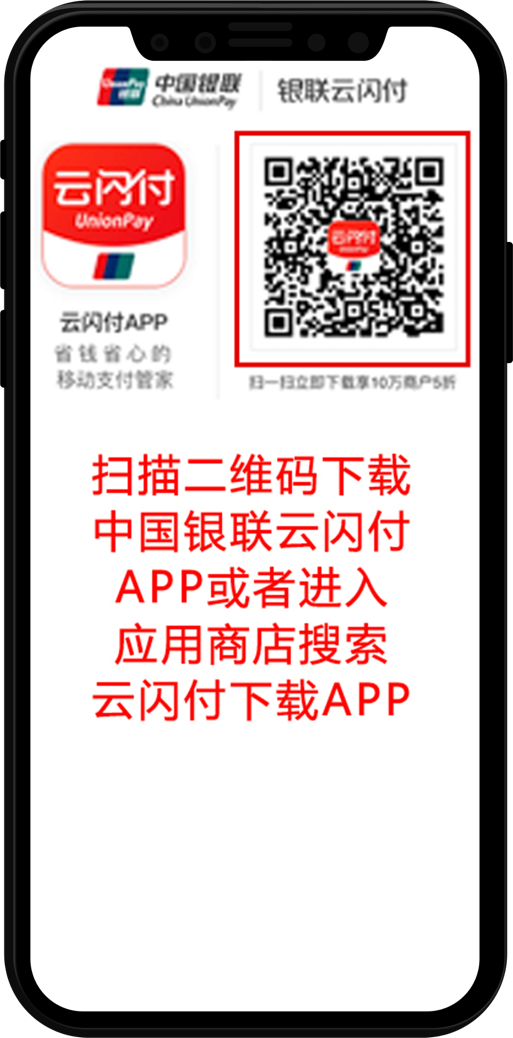 中国银联 银联云闪付
China UnionPay
云闪付
UnionPay
云闪付
云闪付APP
省钱省心的
移动支付管家
扫一扫立即下载享10万商户5折
扫描二维码下载
中国银联云闪付
APP或者进入
应用商店搜索
云闪付下载APP